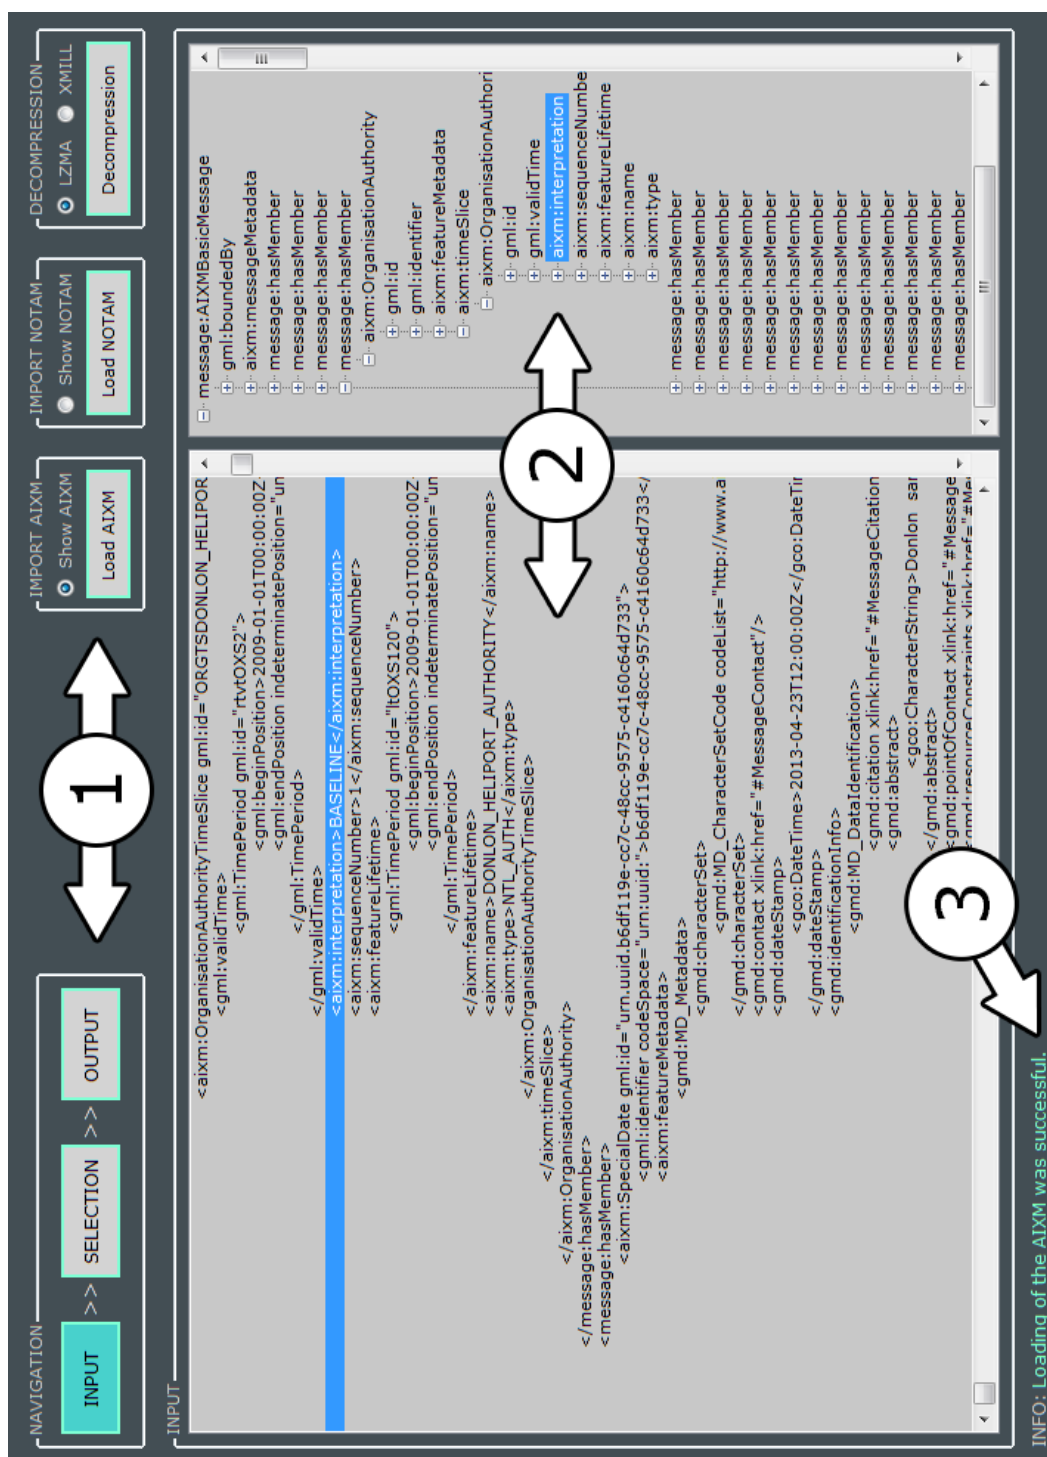 NAVIGATION
INPUT >> SELECTION >> OUTPUT
1
IMPORT AIXM
Show AIXM
Load AIXM
IMPORT NOTAM
Show NOTAM
Load NOTAM
DECOMPRESSION
LZMA XMILL
Decompression
INPUT
<aixm:OrganisationAuthorityTimeSlice gml:id="ORGTSDONLON_HELIPOR
<gml:validTime>
<gml:TimePeriod gml:id="rtvtOXS2">
<gml:beginPosition>2009-01-01T00:00:00Z
<gml:endPosition indeterminatePosition="un
</gml:TimePeriod>
</gml:validTime>
<aixm:interpretation>BASELINE</aixm:interpretation>
<aixm:sequenceNumber>1</aixm:sequenceNumber>
<aixm:featureLifetime>
<gml:TimePeriod gml:id="ltOXS120">
<gml:beginPosition>2009-01-01T00:00:00Z
<gml:endPosition indeterminatePosition="un
</gml:TimePeriod>
</aixm:featureLifetime>
<aixm:name>DONLON_HELIPORT_AUTHORITY</aixm:name>
<aixm:type>NTL_AUTH</aixm:type>
</aixm:OrganisationAuthorityTimeSlice>
</aixm:timeSlice>
</aixm:OrganisationAuthority>
</message:hasMember>
<message:hasMember>
<aixm:SpecialDate gml:id="urn.uuid.b6df119e-cc7c-48cc-9575-c4160c64d733">
<gml:identifier codeSpace="urn:uuid:">b6df119e-cc7c-48cc-9575-c4160c64d733</
<aixm:featureMetadata>
<gmd:MD_Metadata>
<gmd:characterSet>
<gmd:MD_CharacterSetCode codeList="http://www.a
</gmd:characterSet>
<gmd:contact xlink:href="#MessageContact"/>
<gmd:dateStamp>
<gco:DateTime>2013-04-23T12:00:00Z</gco:DateTi
</gmd:dateStamp>
<gmd:identificationInfo>
<gmd:MD_DataIdentification>
<gmd:citation xlink:href="#MessageCitation
<gmd:abstract>
<gco:CharacterString>Donlon sar
</gmd:abstract>
<gmd:pointOfContact xlink:href="#Message
<gmd:resourceConstraints xlink:href="#Me
2
message:AIXMBasicMessage
gml:boundedBy
aixm:messageMetadata
message:hasMember
message:hasMember
message:hasMember
message:hasMember
aixm:OrganisationAuthority
gml:id
gml:identifier
aixm:featureMetadata
aixm:timeSlice
aixm:OrganisationAuthori
gml:id
gml:validTime
aixm:interpretation
aixm:sequenceNumbe
aixm:featureLifetime
aixm:name
aixm:type
message:hasMember
message:hasMember
message:hasMember
message:hasMember
message:hasMember
message:hasMember
message:hasMember
message:hasMember
message:hasMember
message:hasMember
message:hasMember
message:hasMember
message:hasMember
3
INFO: Loading of the AIXM was successful.